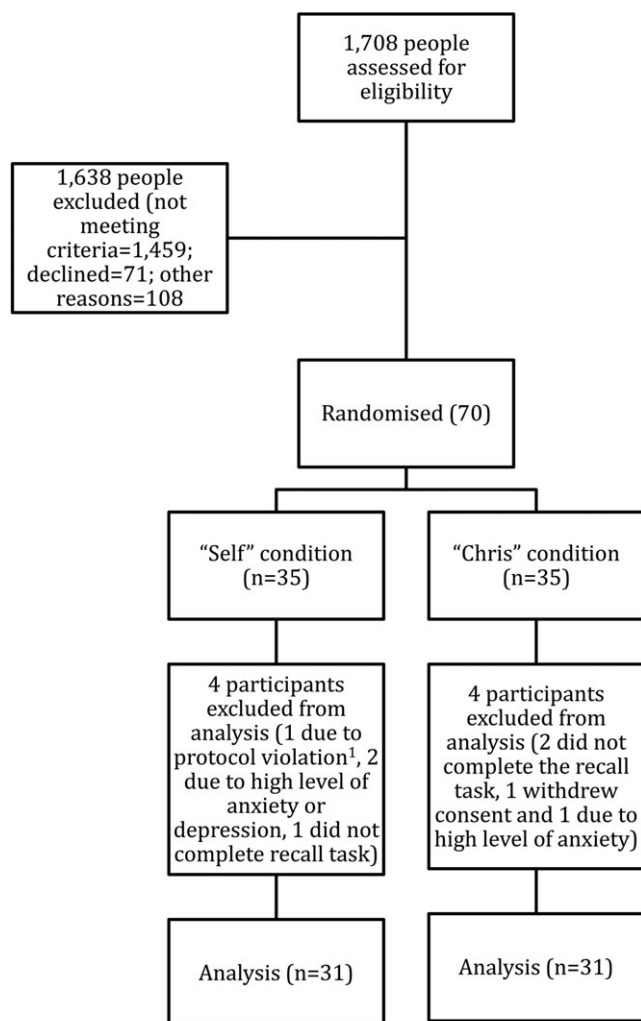 1,708 people
assessed for
eligibility
1,638 people
excluded (not
meeting
criteria=1,459;
declined=71; other
reasons=108
Randomised (70)
“Self” condition
(n=35)
“Chris” condition
(n=35)
4 participants
excluded from
analysis (1 due to
protocol violation¹, 2
due to high level of
anxiety or
depression, 1 did not
complete recall task)
4 participants
excluded from
analysis (2 did not
complete the recall
task, 1 withdrew
consent and 1 due to
high level of anxiety)
Analysis (n=31)
Analysis (n=31)